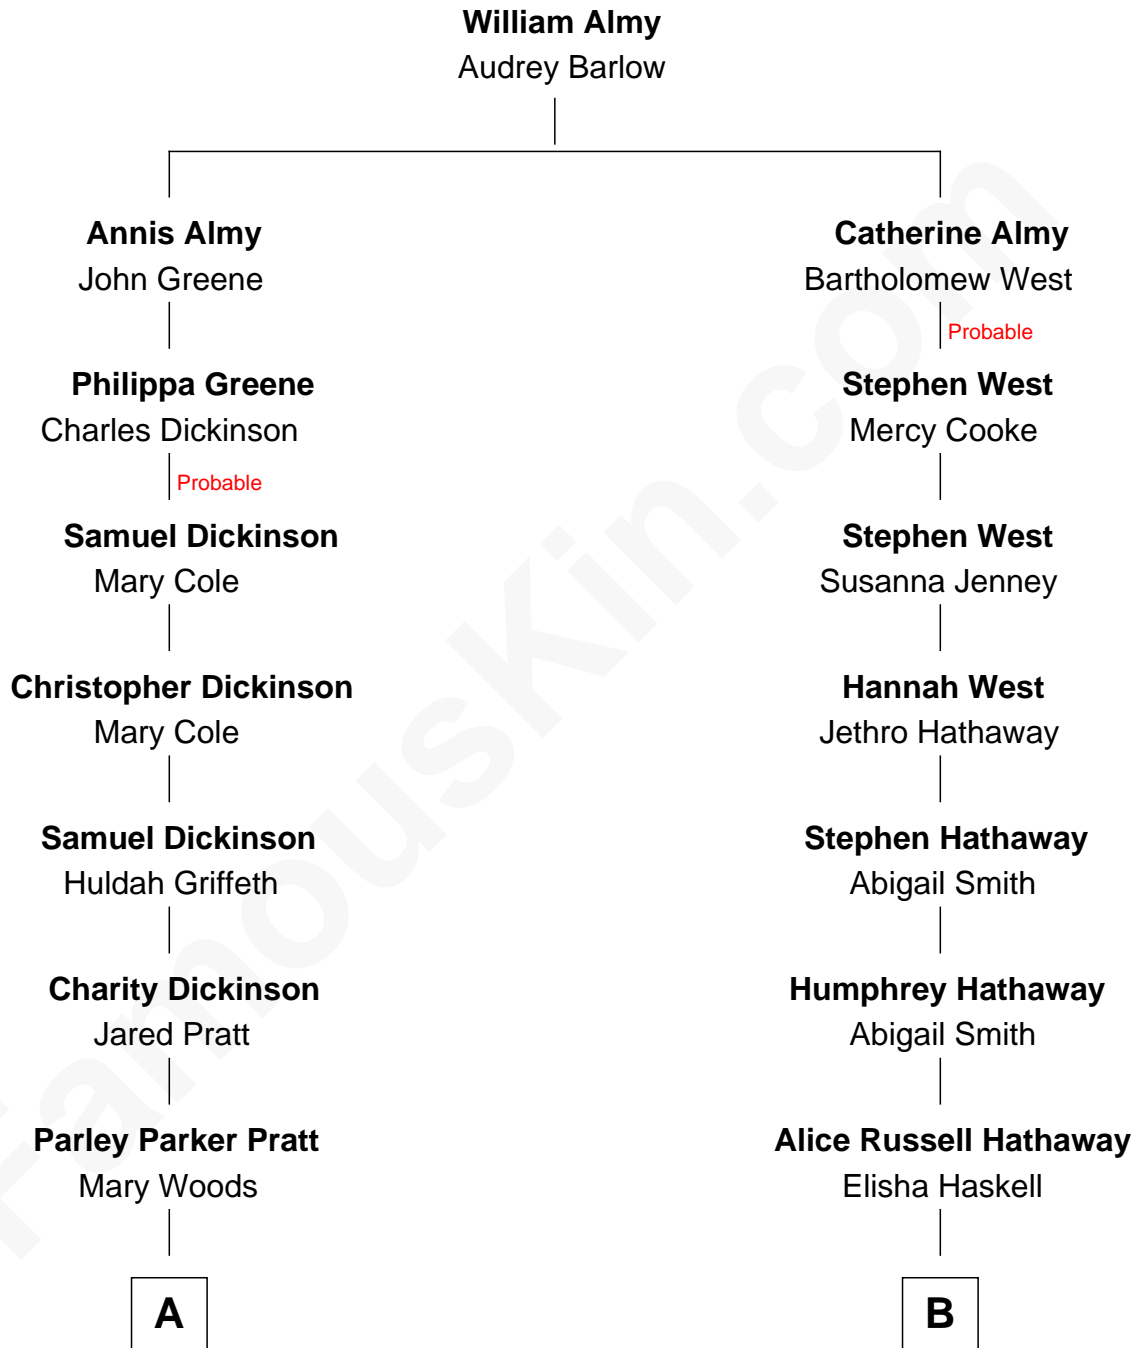 William Almy
Audrey Barlow
Annis Almy
John Greene
Philippa Greene
Charles Dickinson
Probable
Samuel Dickinson
Mary Cole
Christopher Dickinson
Mary Cole
Samuel Dickinson
Huldah Griffeth
Charity Dickinson
Jared Pratt
Parley Parker Pratt
Mary Woods
A
Catherine Almy
Bartholomew West
Probable
Stephen West
Mercy Cooke
Stephen West
Susanna Jenney
Hannah West
Jethro Hathaway
Stephen Hathaway
Abigail Smith
Humphrey Hathaway
Abigail Smith
Alice Russell Hathaway
Elisha Haskell
B
FamousKin.com